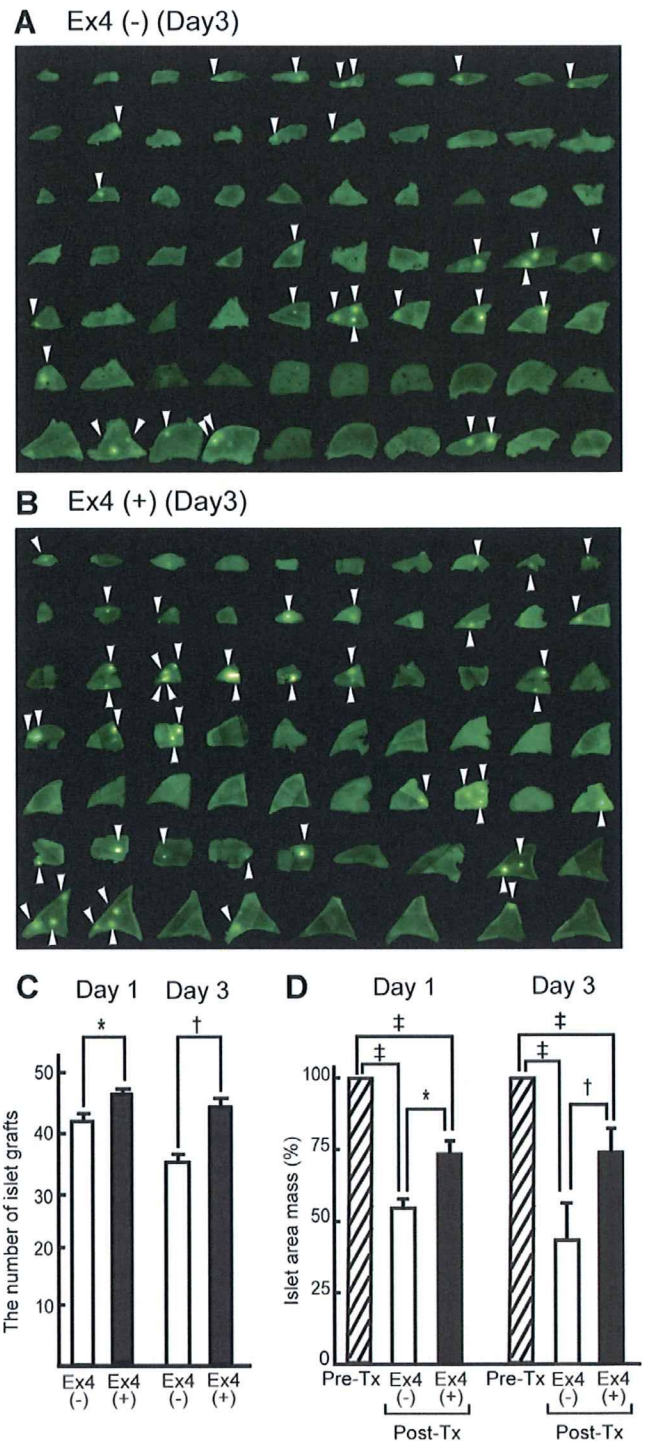 A Ex4 (-) (Day3)
B Ex4 (+) (Day3)
C Day 1 Day 3
The number of islet grafts
50
40
30
20
10
* †
Ex4 (-) Ex4 (+) Ex4 (-) Ex4 (+)
D Day 1 Day 3
Islet area mass (%)
100
75
50
25
0
‡ ‡ * ‡ ‡ †
Pre-Tx Ex4 (-) Ex4 (+) Pre-Tx Ex4 (-) Ex4 (+)
Post-Tx Post-Tx